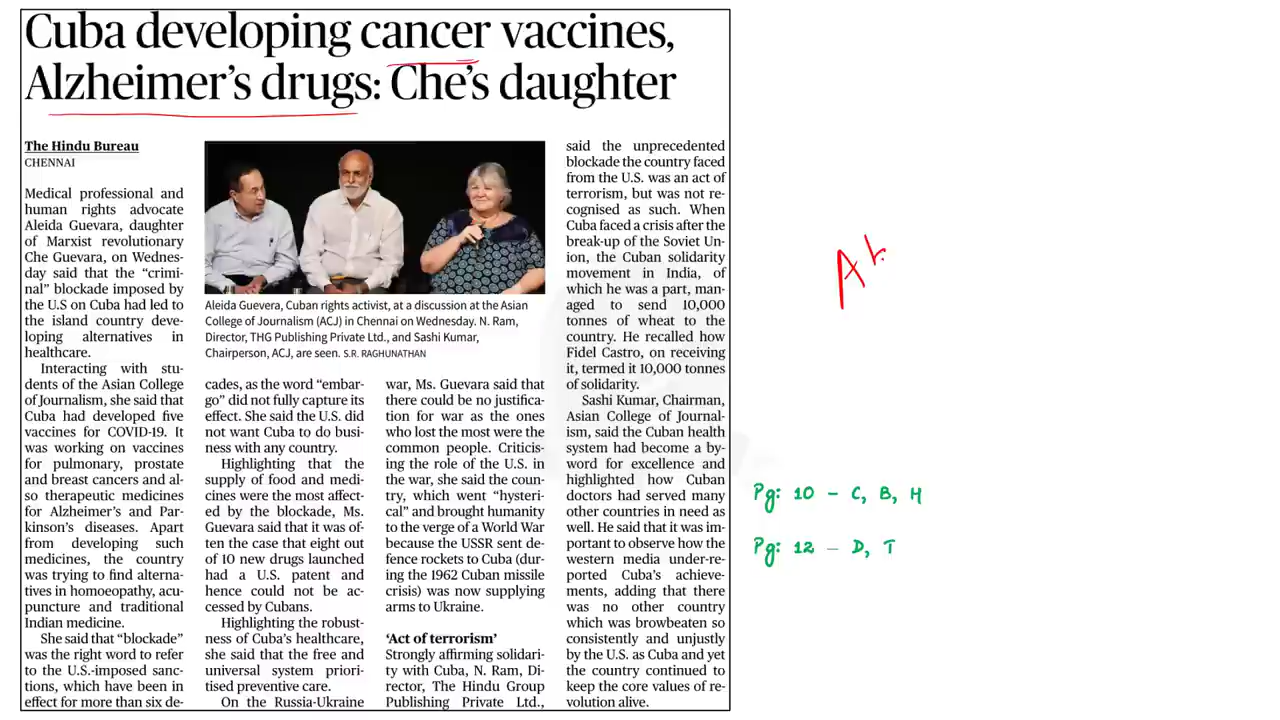 Cuba developing cancer vaccines,
Alzheimer’s drugs: Che’s daughter
The Hindu Bureau
CHENNAI
Medical professional and
human rights advocate
Aleida Guevara, daughter
of Marxist revolutionary
Che Guevara, on Wednes-
day said that the “crimi-
nal” blockade imposed by
the U.S on Cuba had led to
the island country deve-
loping alternatives in
healthcare.
Interacting with stu-
dents of the Asian College
of Journalism, she said that
Cuba had developed five
vaccines for COVID-19. It
was working on vaccines
for pulmonary, prostate
and breast cancers and al-
so therapeutic medicines
for Alzheimer’s and Par-
kinson’s diseases. Apart
from developing such
medicines, the country
was trying to find alterna-
tives in homoeopathy, acu-
puncture and traditional
Indian medicine.
She said that “blockade”
was the right word to refer
to the U.S.-imposed sanc-
tions, which have been in
effect for more than six de-
Aleida Guevera, Cuban rights activist, at a discussion at the Asian
College of Journalism (ACJ) in Chennai on Wednesday. N. Ram,
Director, THG Publishing Private Ltd., and Sashi Kumar,
Chairperson, ACJ, are seen. S.R. RAGHUNATHAN
cades, as the word “embar-
go” did not fully capture its
effect. She said the U.S. did
not want Cuba to do busi-
ness with any country.
Highlighting that the
supply of food and medi-
cines were the most affect-
ed by the blockade, Ms.
Guevara said that it was of-
ten the case that eight out
of 10 new drugs launched
had a U.S. patent and
hence could not be ac-
cessed by Cubans.
Highlighting the robust-
ness of Cuba’s healthcare,
she said that the free and
universal system priori-
tised preventive care.
On the Russia-Ukraine
war, Ms. Guevara said that
there could be no justifica-
tion for war as the ones
who lost the most were the
common people. Criticis-
ing the role of the U.S. in
the war, she said the coun-
try, which went “hysteri-
cal” and brought humanity
to the verge of a World War
because the USSR sent de-
fence rockets to Cuba (dur-
ing the 1962 Cuban missile
crisis) was now supplying
arms to Ukraine.
‘Act of terrorism’
Strongly affirming solidari-
ty with Cuba, N. Ram, Di-
rector, The Hindu Group
Publishing Private Ltd.,
said the unprecedented
blockade the country faced
from the U.S. was an act of
terrorism, but was not re-
cognised as such. When
Cuba faced a crisis after the
break-up of the Soviet Un-
ion, the Cuban solidarity
movement in India, of
which he was a part, man-
aged to send 10,000
tonnes of wheat to the
country. He recalled how
Fidel Castro, on receiving
it, termed it 10,000 tonnes
of solidarity.
Sashi Kumar, Chairman,
Asian College of Journal-
ism, said the Cuban health
system had become a by-
word for excellence and
highlighted how Cuban
doctors had served many
other countries in need as
well. He said that it was im-
portant to observe how the
western media under-re-
ported Cuba’s achieve-
ments, adding that there
was no other country
which was browbeaten so
consistently and unjustly
by the U.S. as Cuba and yet
the country continued to
keep the core values of re-
volution alive.
Pg: 10 - C, B, H
Pg: 12 - D, T